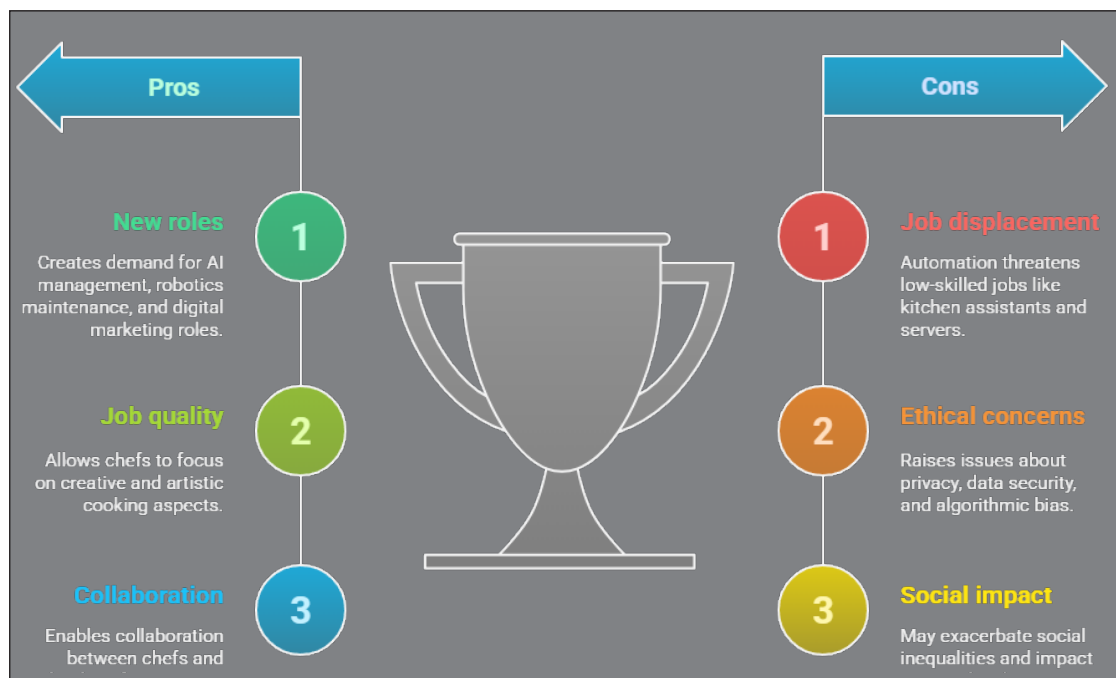 Pros
Cons
1
New roles
Creates demand for AI
management, robotics
maintenance, and digital
marketing roles.
2
Job quality
Allows chefs to focus
on creative and artistic
cooking aspects.
3
Collaboration
Enables collaboration
between chefs and
1
Job displacement
Automation threatens
low-skilled jobs like
kitchen assistants and
servers.
2
Ethical concerns
Raises issues about
privacy, data security,
and algorithmic bias.
3
Social impact
May exacerbate social
inequalities and impact